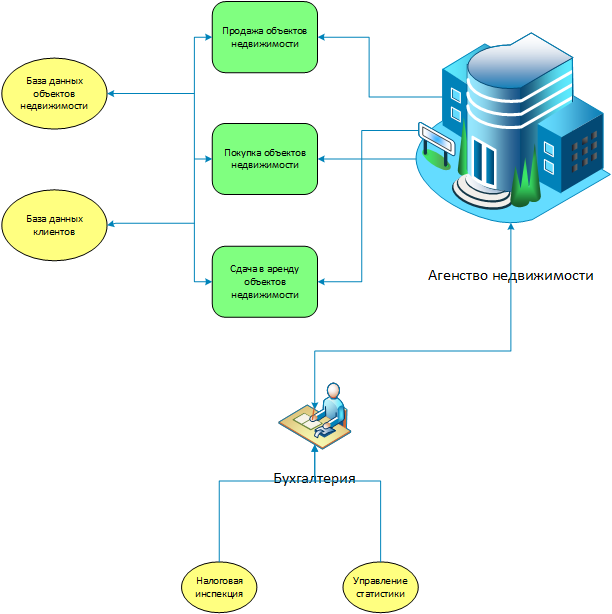 Продажа объектов
недвижимости
База данных
объектов
недвижимости
Покупка объектов
недвижимости
База данных
клиентов
Сдача в аренду
объектов
недвижимости
Агенство недвижимости
Бухгалтерия
Налоговая
инспекция
Управление
статистики